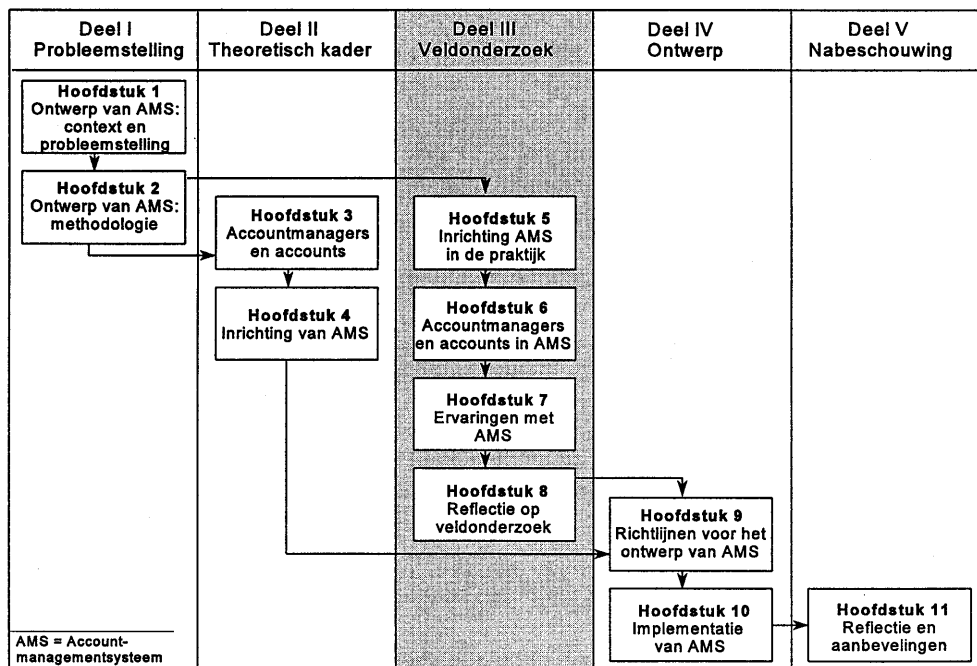 Deel I
Probleemstelling
Deel II
Theoretisch kader
Deel III
Veldonderzoek
Deel IV
Ontwerp
Deel V
Nabeschouwing
Hoofdstuk 1
Ontwerp van AMS:
context en
probleemstelling
Hoofdstuk 2
Ontwerp van AMS:
methodologie
Hoofdstuk 3
Accountmanagers
en accounts
Hoofdstuk 4
Inrichting van AMS
Hoofdstuk 5
Inrichting AMS
in de praktijk
Hoofdstuk 6
Accountmanagers
en accounts in AMS
Hoofdstuk 7
Ervaringen met
AMS
Hoofdstuk 8
Reflectie op
veldonderzoek
Hoofdstuk 9
Richtlijnen voor het
ontwerp van AMS
Hoofdstuk 10
Implementatie
van AMS
Hoofdstuk 11
Reflectie en
aanbevelingen
AMS = Account-
managementsysteem